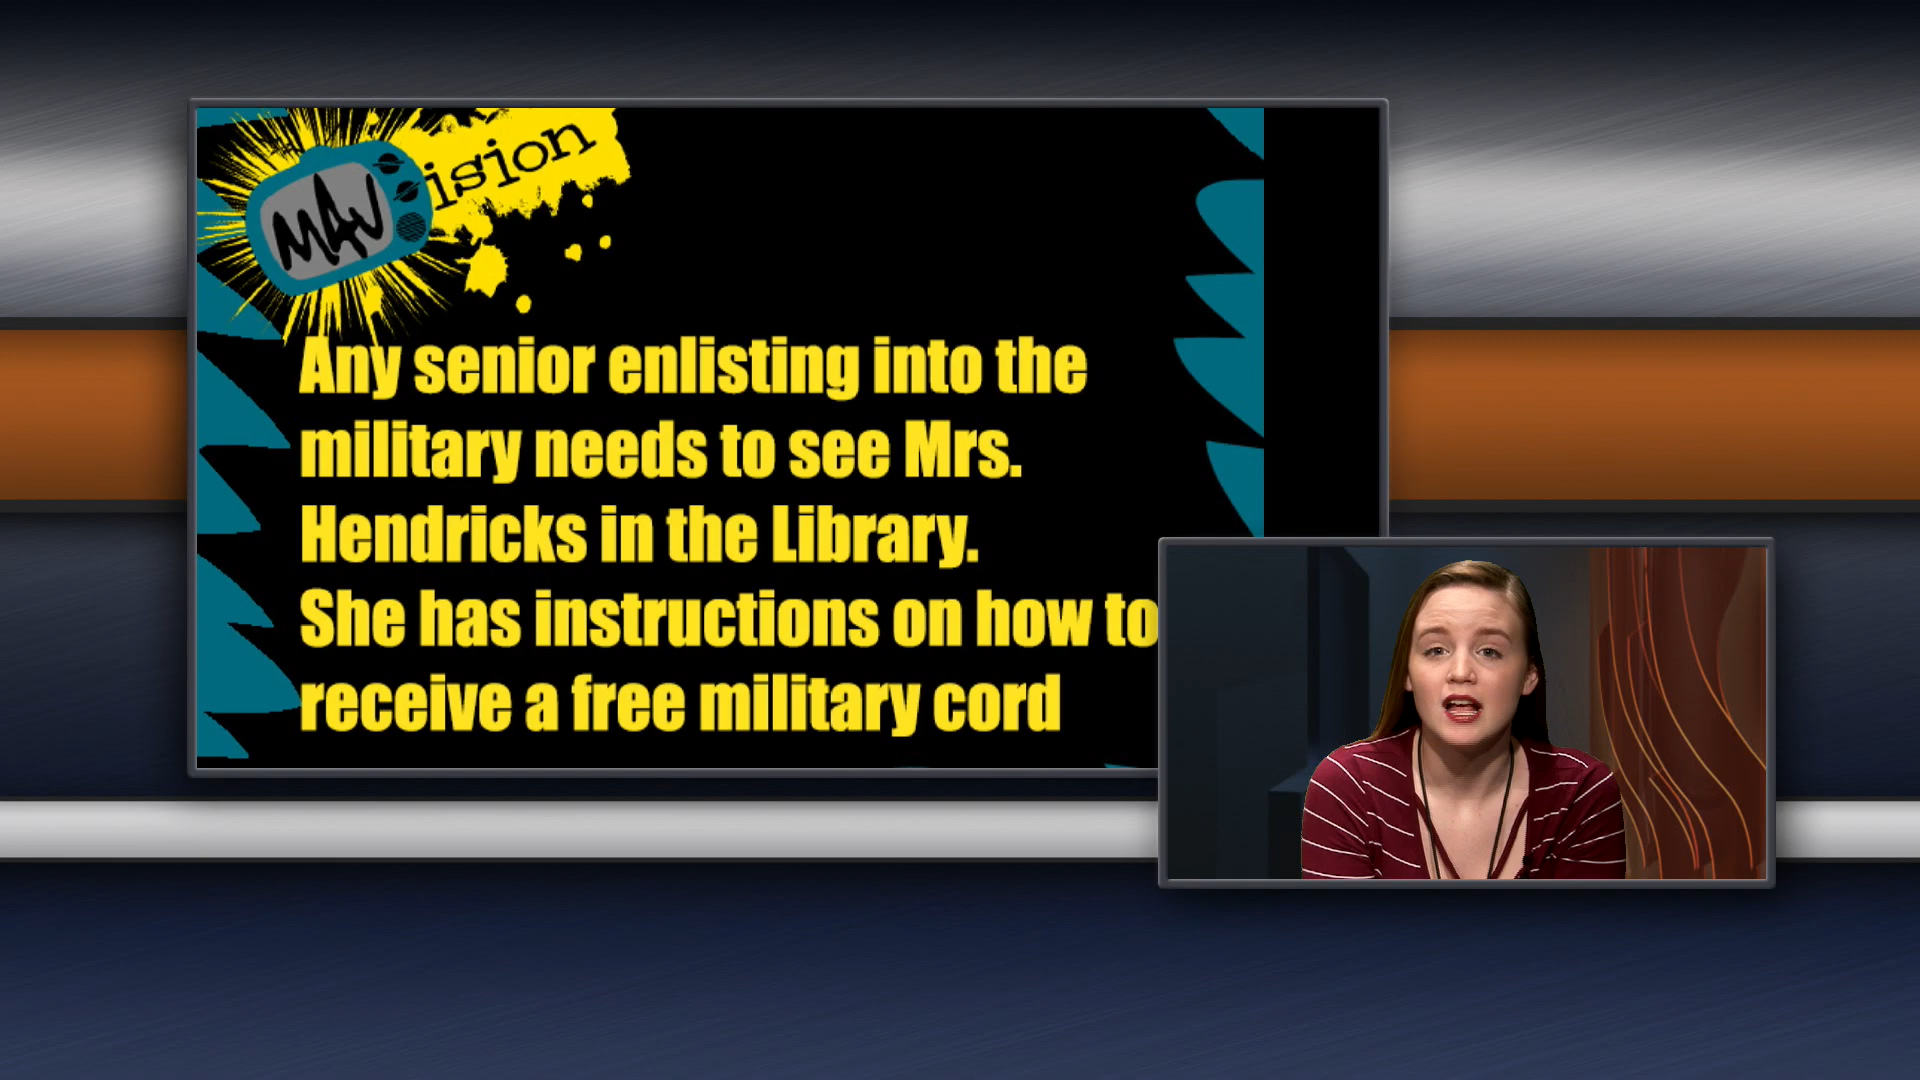 MAV ision
Any senior enlisting into the
military needs to see Mrs.
Hendricks in the Library.
She has instructions on how to
receive a free military cord